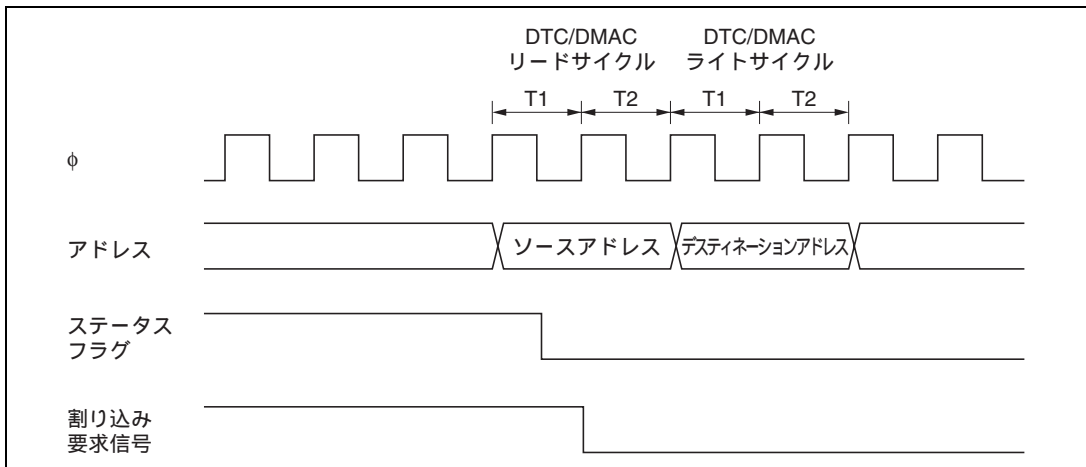 DTC/DMAC
リードサイクル
DTC/DMAC
ライトサイクル
T1
T2
T1
T2
φ
アドレス
ソースアドレス
デスティネーションアドレス
ステータス
フラグ
割り込み
要求信号